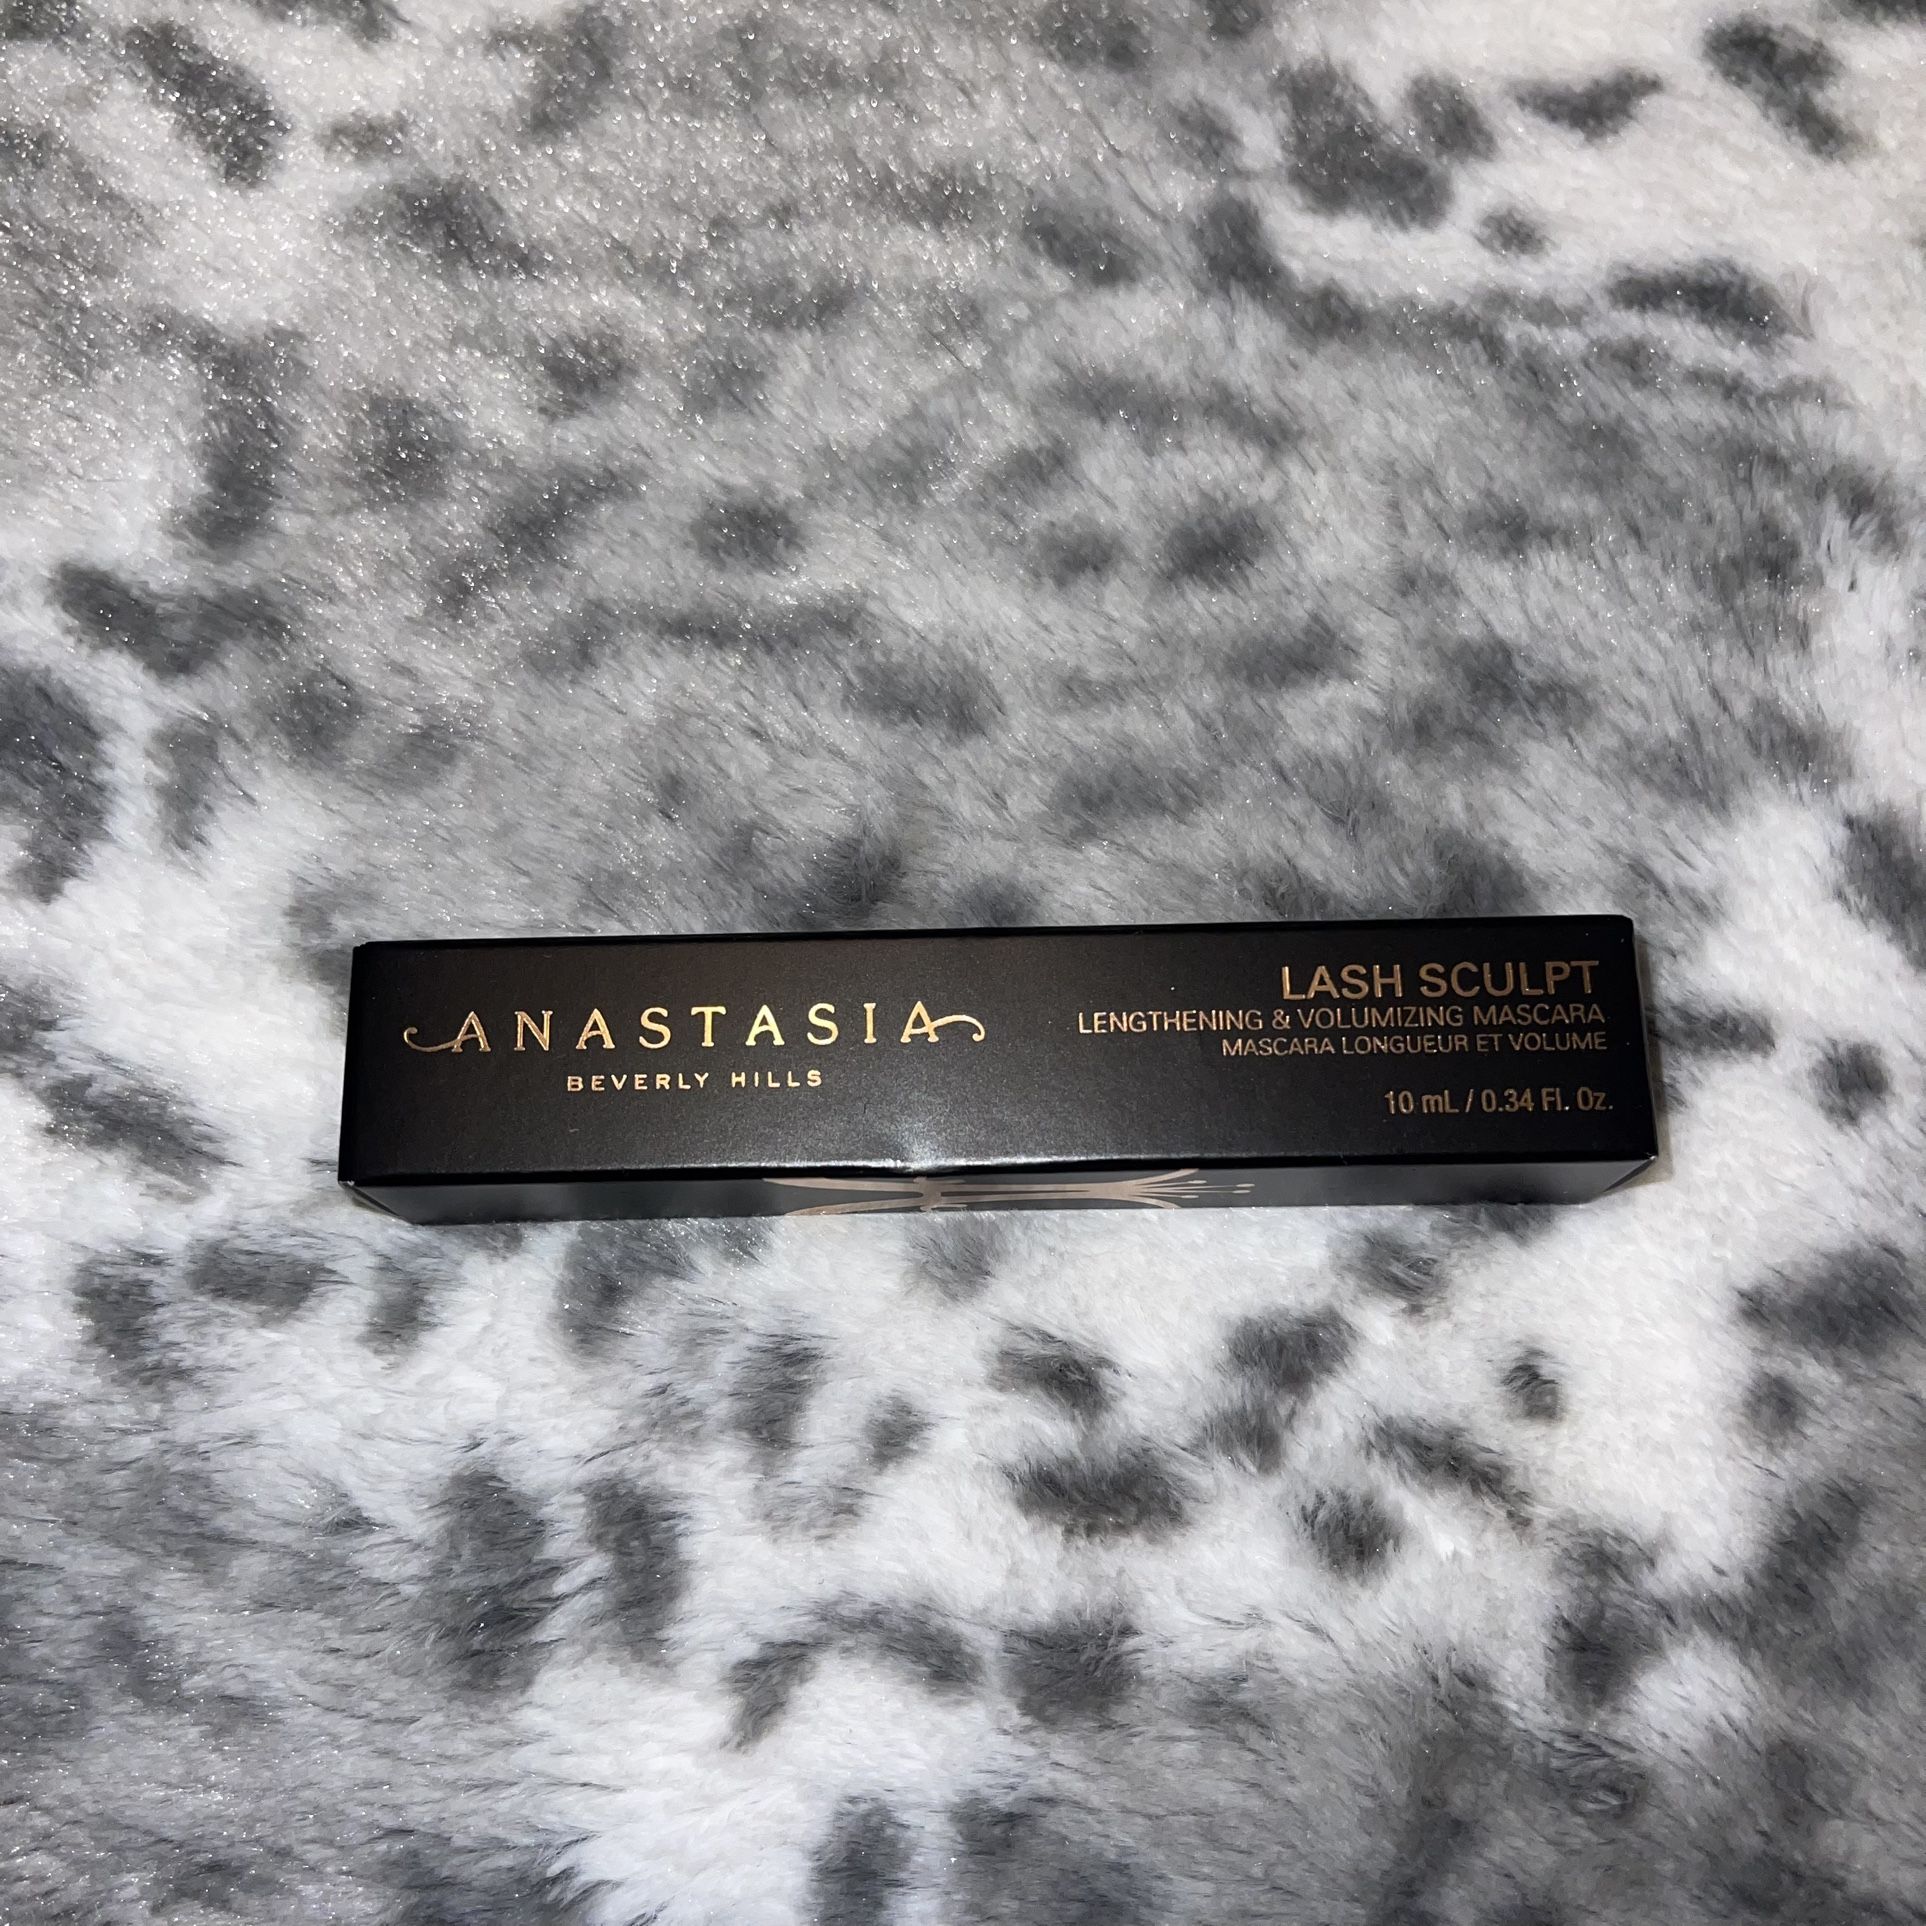 ANASTASIA
BEVERLY HILLS
LASH SCULPT
LENGTHENING & VOLUMIZING MASCARA
MASCARA LONGUEUR ET VOLUME
10 mL / 0.34 Fl. Oz.